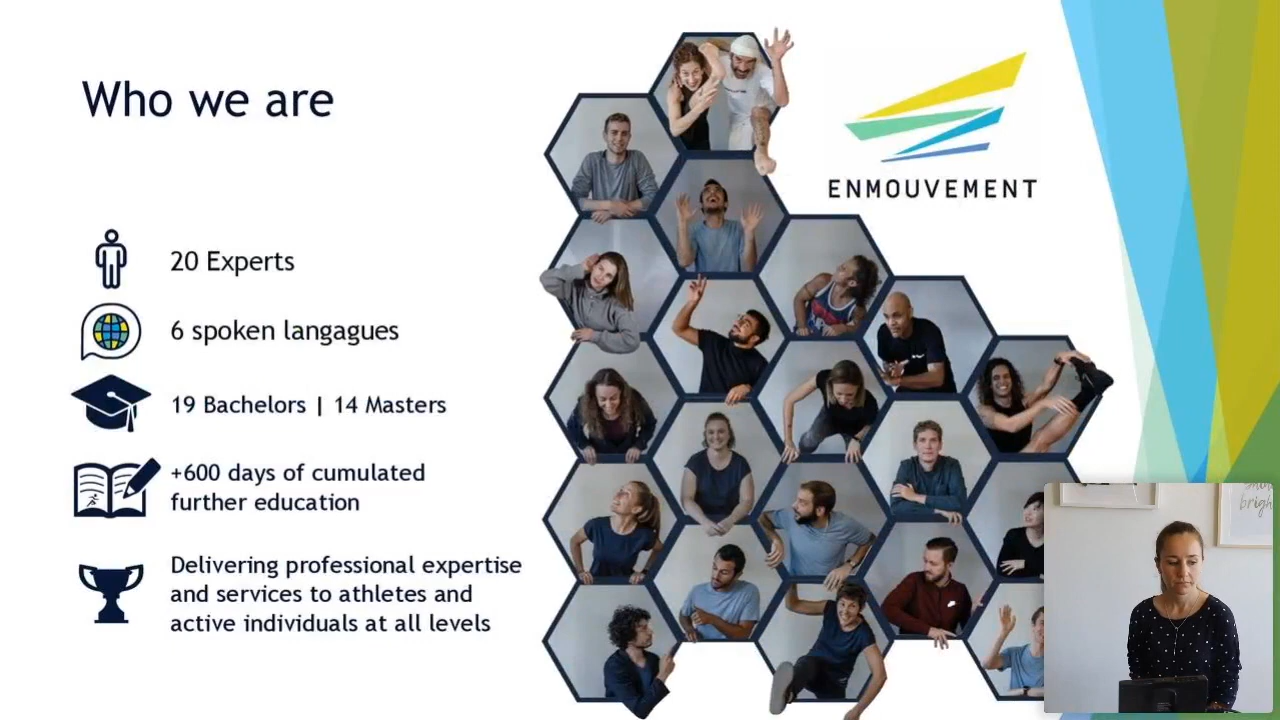 Who we are
ENMOUVEMENT
20 Experts
6 spoken langagues
19 Bachelors | 14 Masters
+600 days of cumulated
further education
Delivering professional expertise
and services to athletes and
active individuals at all levels
brigh